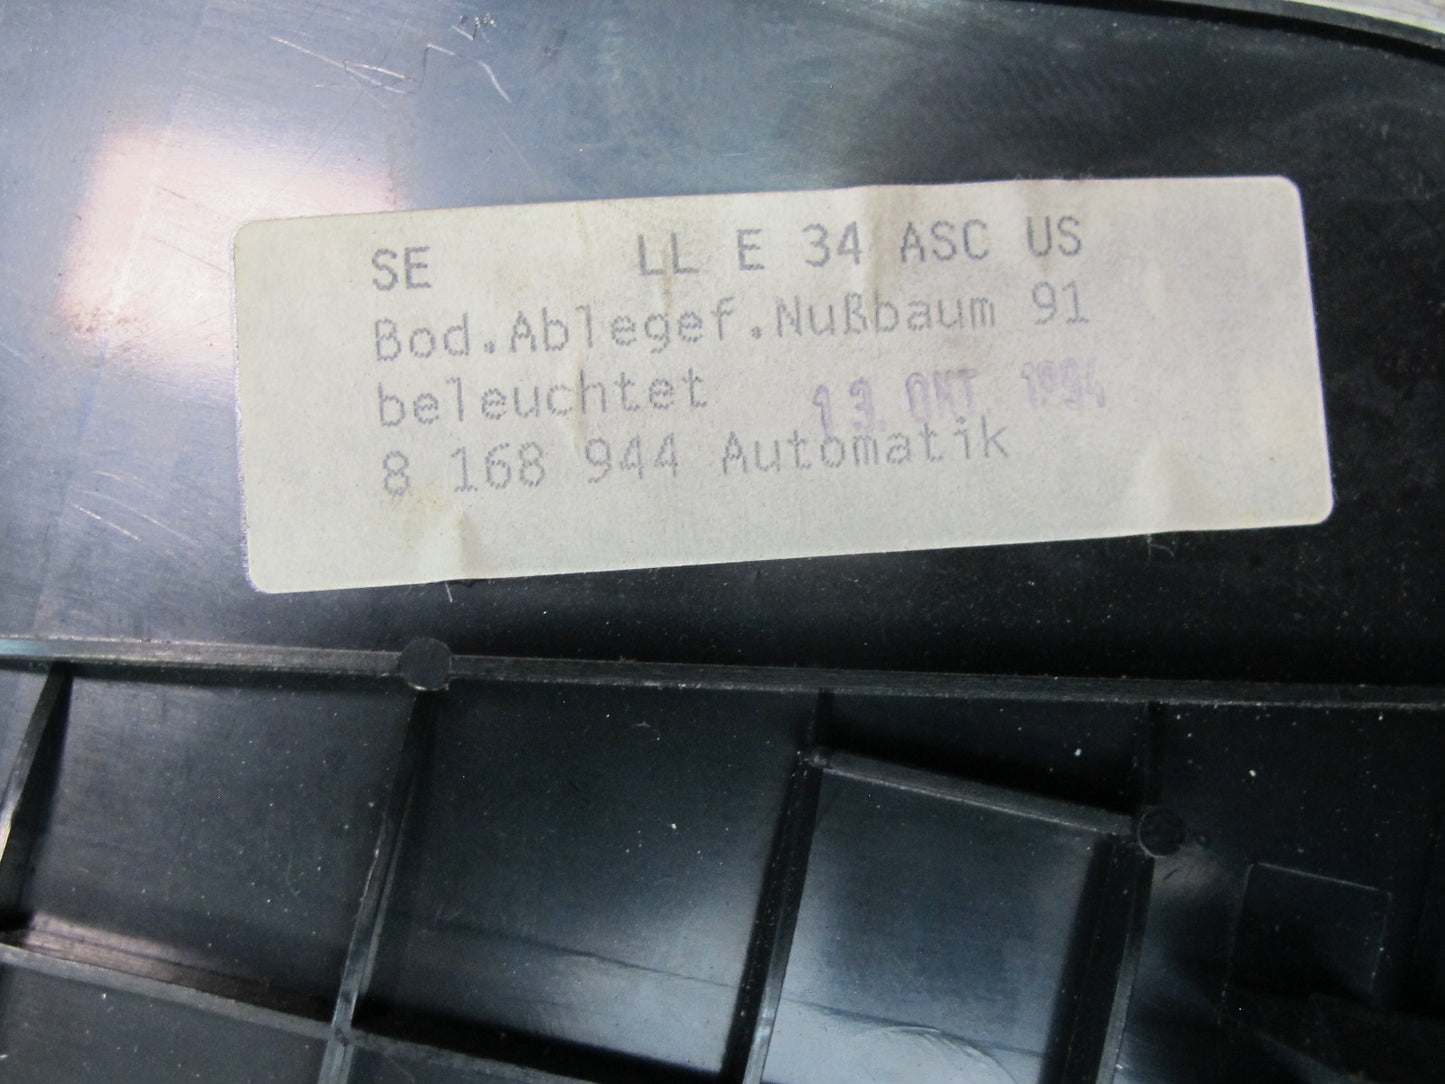 SE LL E 34 ASC US
Bod.Ablegef.Nußbaum 91
beleuchtet 13. OKT 1994
8 168 944 Automatik